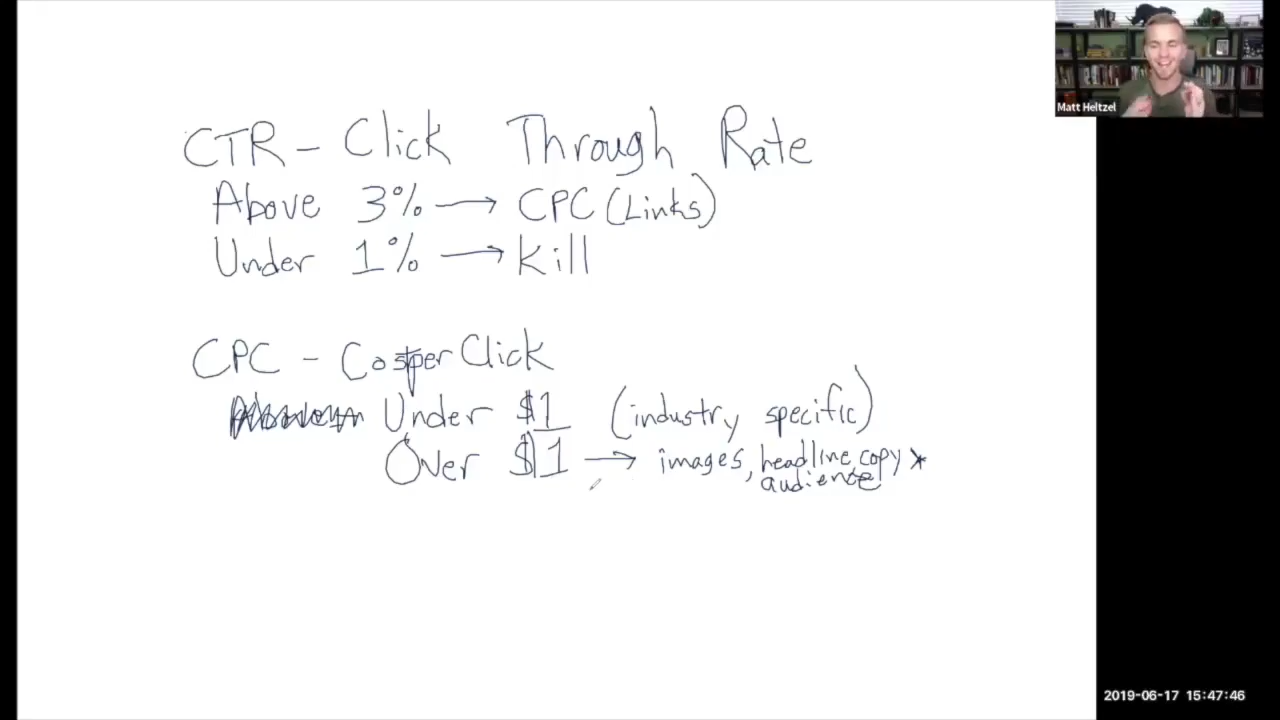 Matt Heltzel
CTR - Click Through Rate
Above 3% → CPC (Links)
Under 1% → Kill
CPC - Cost per Click
Under $1 (industry specific)
Over $1 → images, headline, copy *
audience
2019-06-17 15:47:46